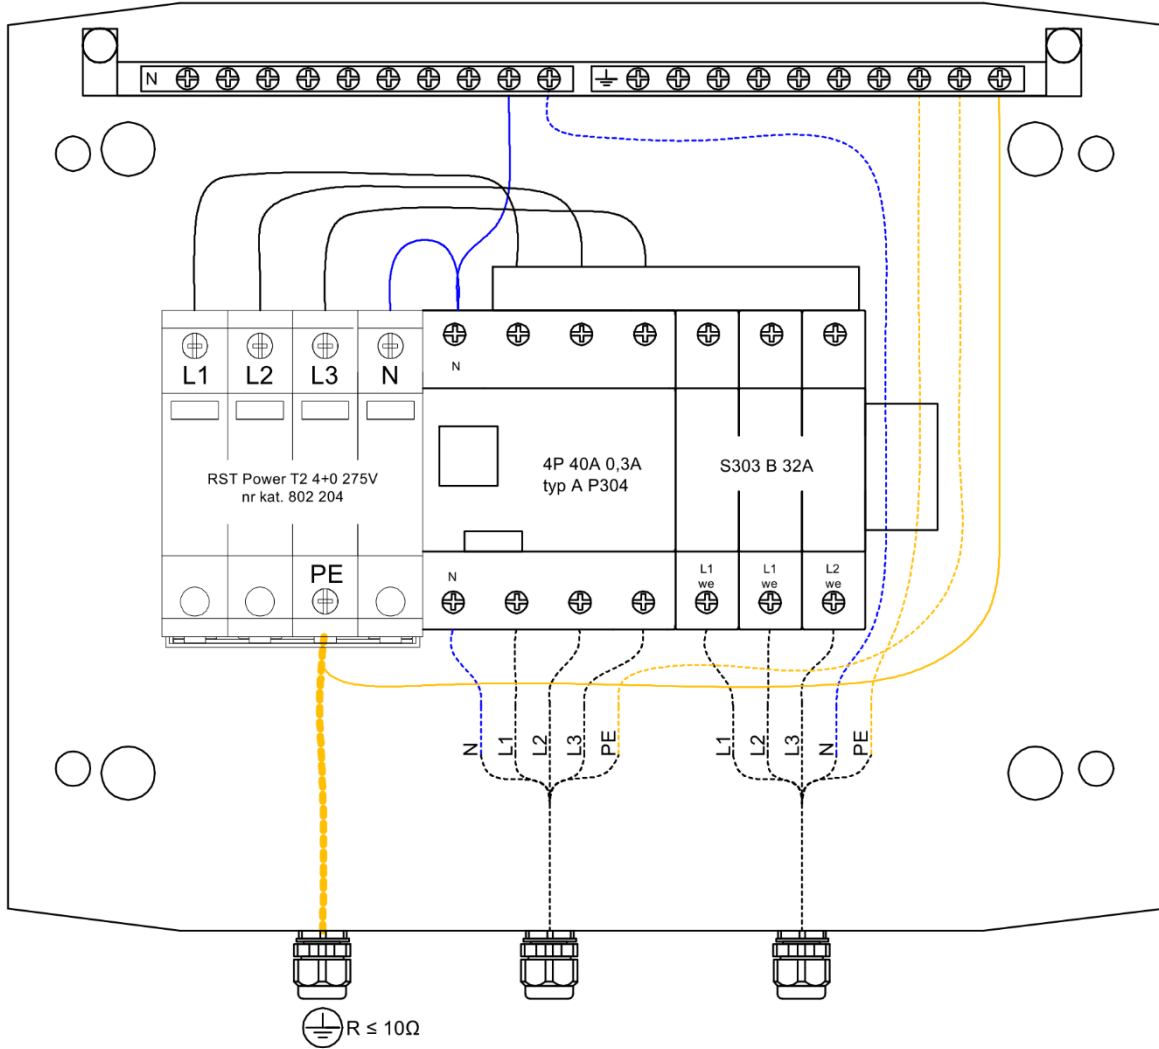 N
L1 L2 L3 N
N
RST Power T2 4+0 275V
nr kat. 802 204
4P 40A 0,3A
typ A P304
S303 B 32A
PE
N
L1
we
L1
we
L2
we
N L1 L2 L3 PE
L1 L2 L3 N PE
R ≤ 10Ω